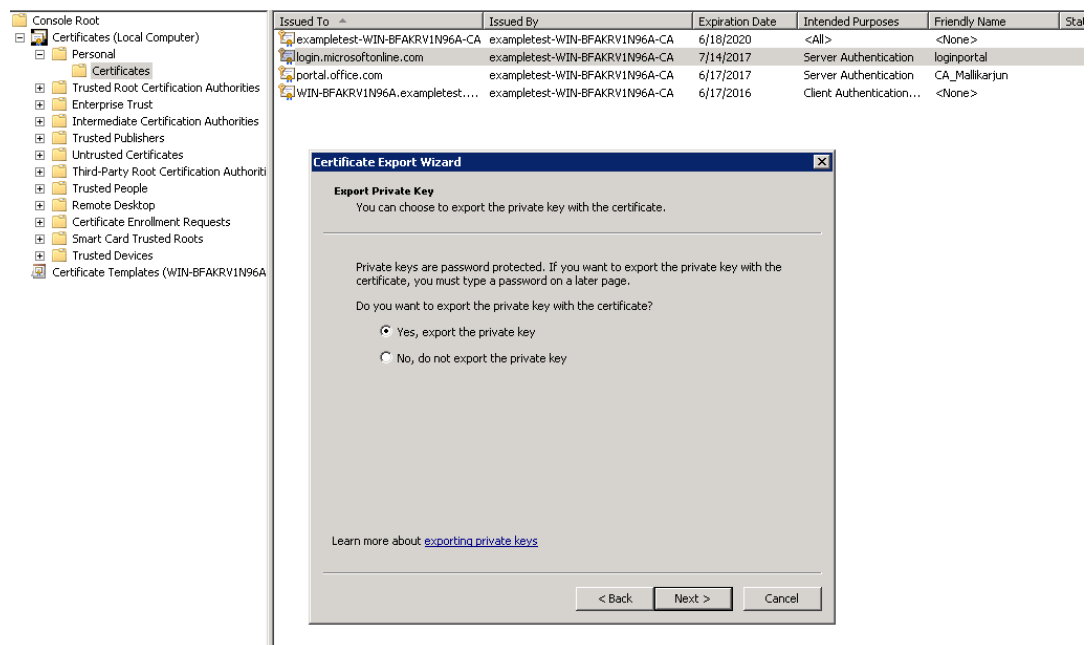 Console Root
Certificates (Local Computer)
Personal
Certificates
Trusted Root Certification Authorities
Enterprise Trust
Intermediate Certification Authorities
Trusted Publishers
Untrusted Certificates
Third-Party Root Certification Authoriti
Trusted People
Remote Desktop
Certificate Enrollment Requests
Smart Card Trusted Roots
Trusted Devices
Certificate Templates (WIN-BFAKRV1N96A
Issued To Issued By Expiration Date Intended Purposes Friendly Name Stat
exampletest-WIN-BFAKRV1N96A-CA exampletest-WIN-BFAKRV1N96A-CA 6/18/2020 <All> <None>
login.microsoftonline.com exampletest-WIN-BFAKRV1N96A-CA 7/14/2017 Server Authentication loginportal
portal.office.com exampletest-WIN-BFAKRV1N96A-CA 6/17/2017 Server Authentication CA_Mallikarjun
WIN-BFAKRV1N96A.exampletest.... exampletest-WIN-BFAKRV1N96A-CA 6/17/2016 Client Authentication... <None>
Certificate Export Wizard
Export Private Key
You can choose to export the private key with the certificate.
Private keys are password protected. If you want to export the private key with the
certificate, you must type a password on a later page.
Do you want to export the private key with the certificate?
Yes, export the private key
No, do not export the private key
Learn more about exporting private keys
< Back Next > Cancel